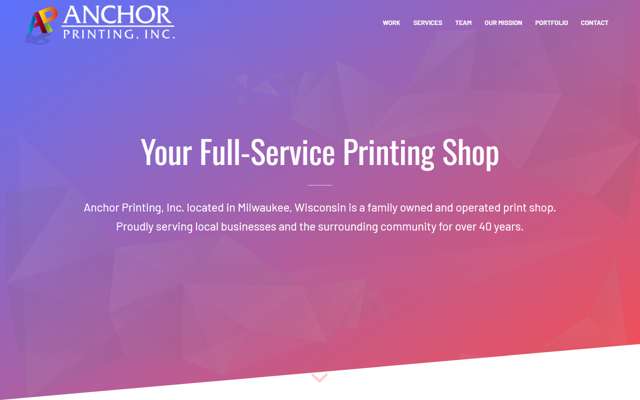 AP ANCHOR
PRINTING, INC.
WORK SERVICES TEAM OUR MISSION PORTFOLIO CONTACT
Your Full-Service Printing Shop
Anchor Printing, Inc. located in Milwaukee, Wisconsin is a family owned and operated print shop.
Proudly serving local businesses and the surrounding community for over 40 years.